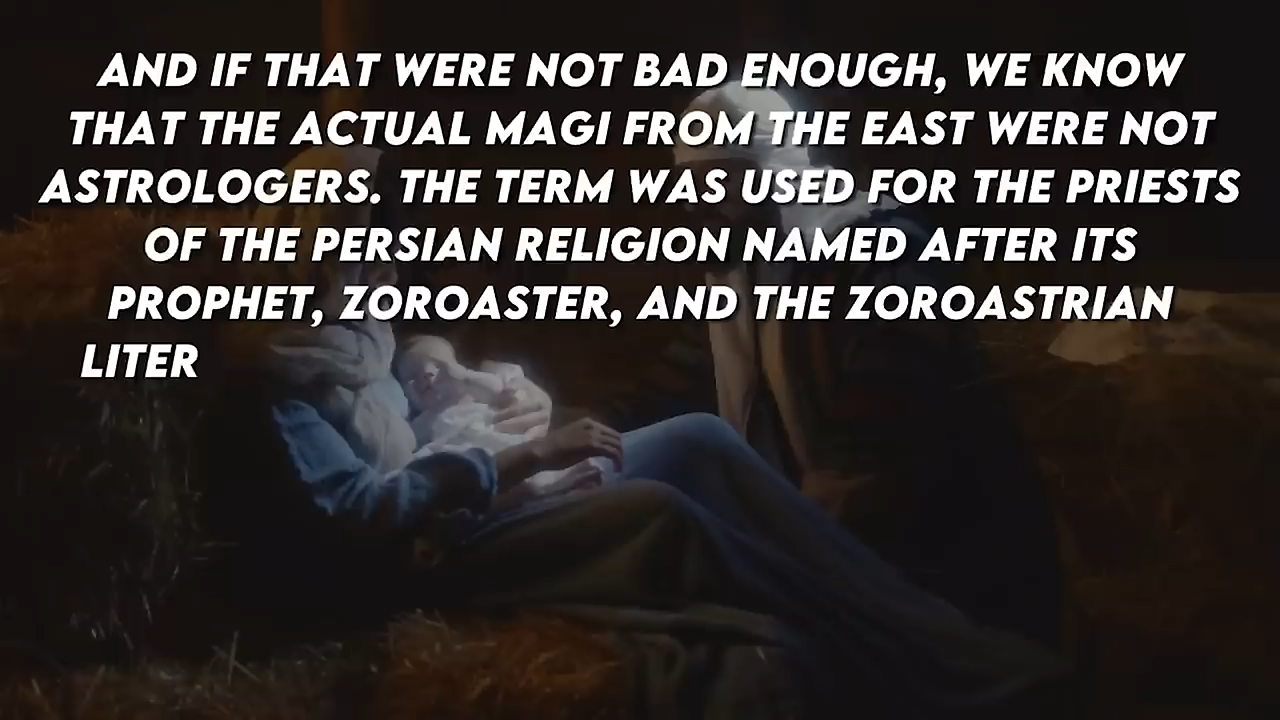 AND IF THAT WERE NOT BAD ENOUGH, WE KNOW
THAT THE ACTUAL MAGI FROM THE EAST WERE NOT
ASTROLOGERS. THE TERM WAS USED FOR THE PRIESTS
OF THE PERSIAN RELIGION NAMED AFTER ITS
PROPHET, ZOROASTER, AND THE ZOROASTRIAN
LITER